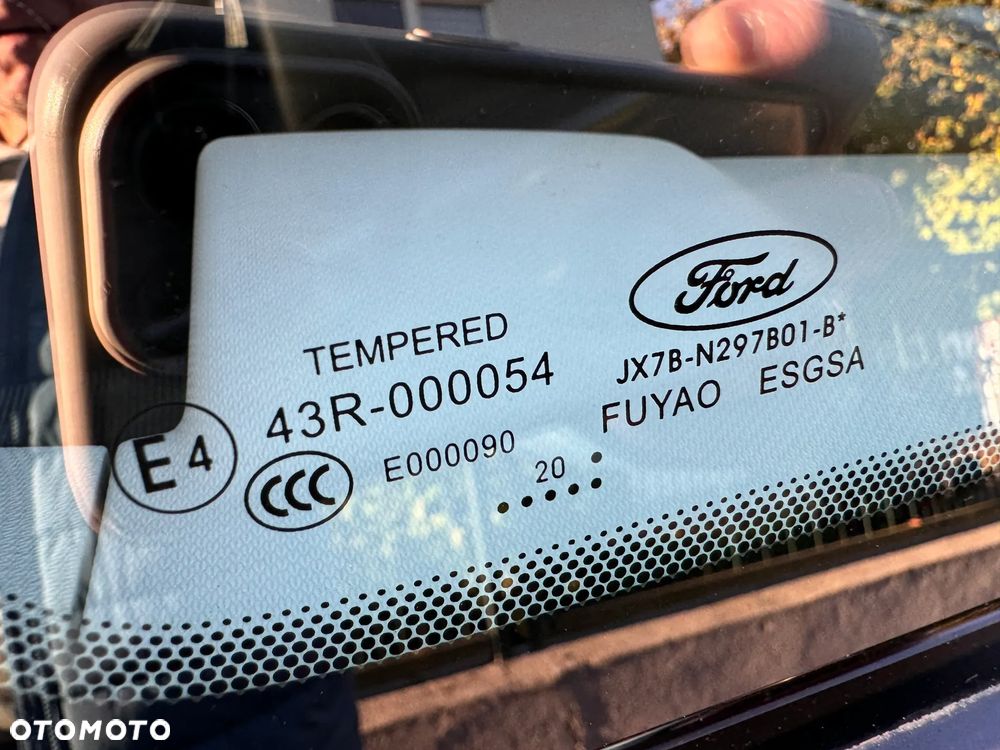 Ford
JX7B-N297B01-B*
FUYAO ESGSA
TEMPERED
43R-000054
E4
CCC
E000090
20
OTOMOTO